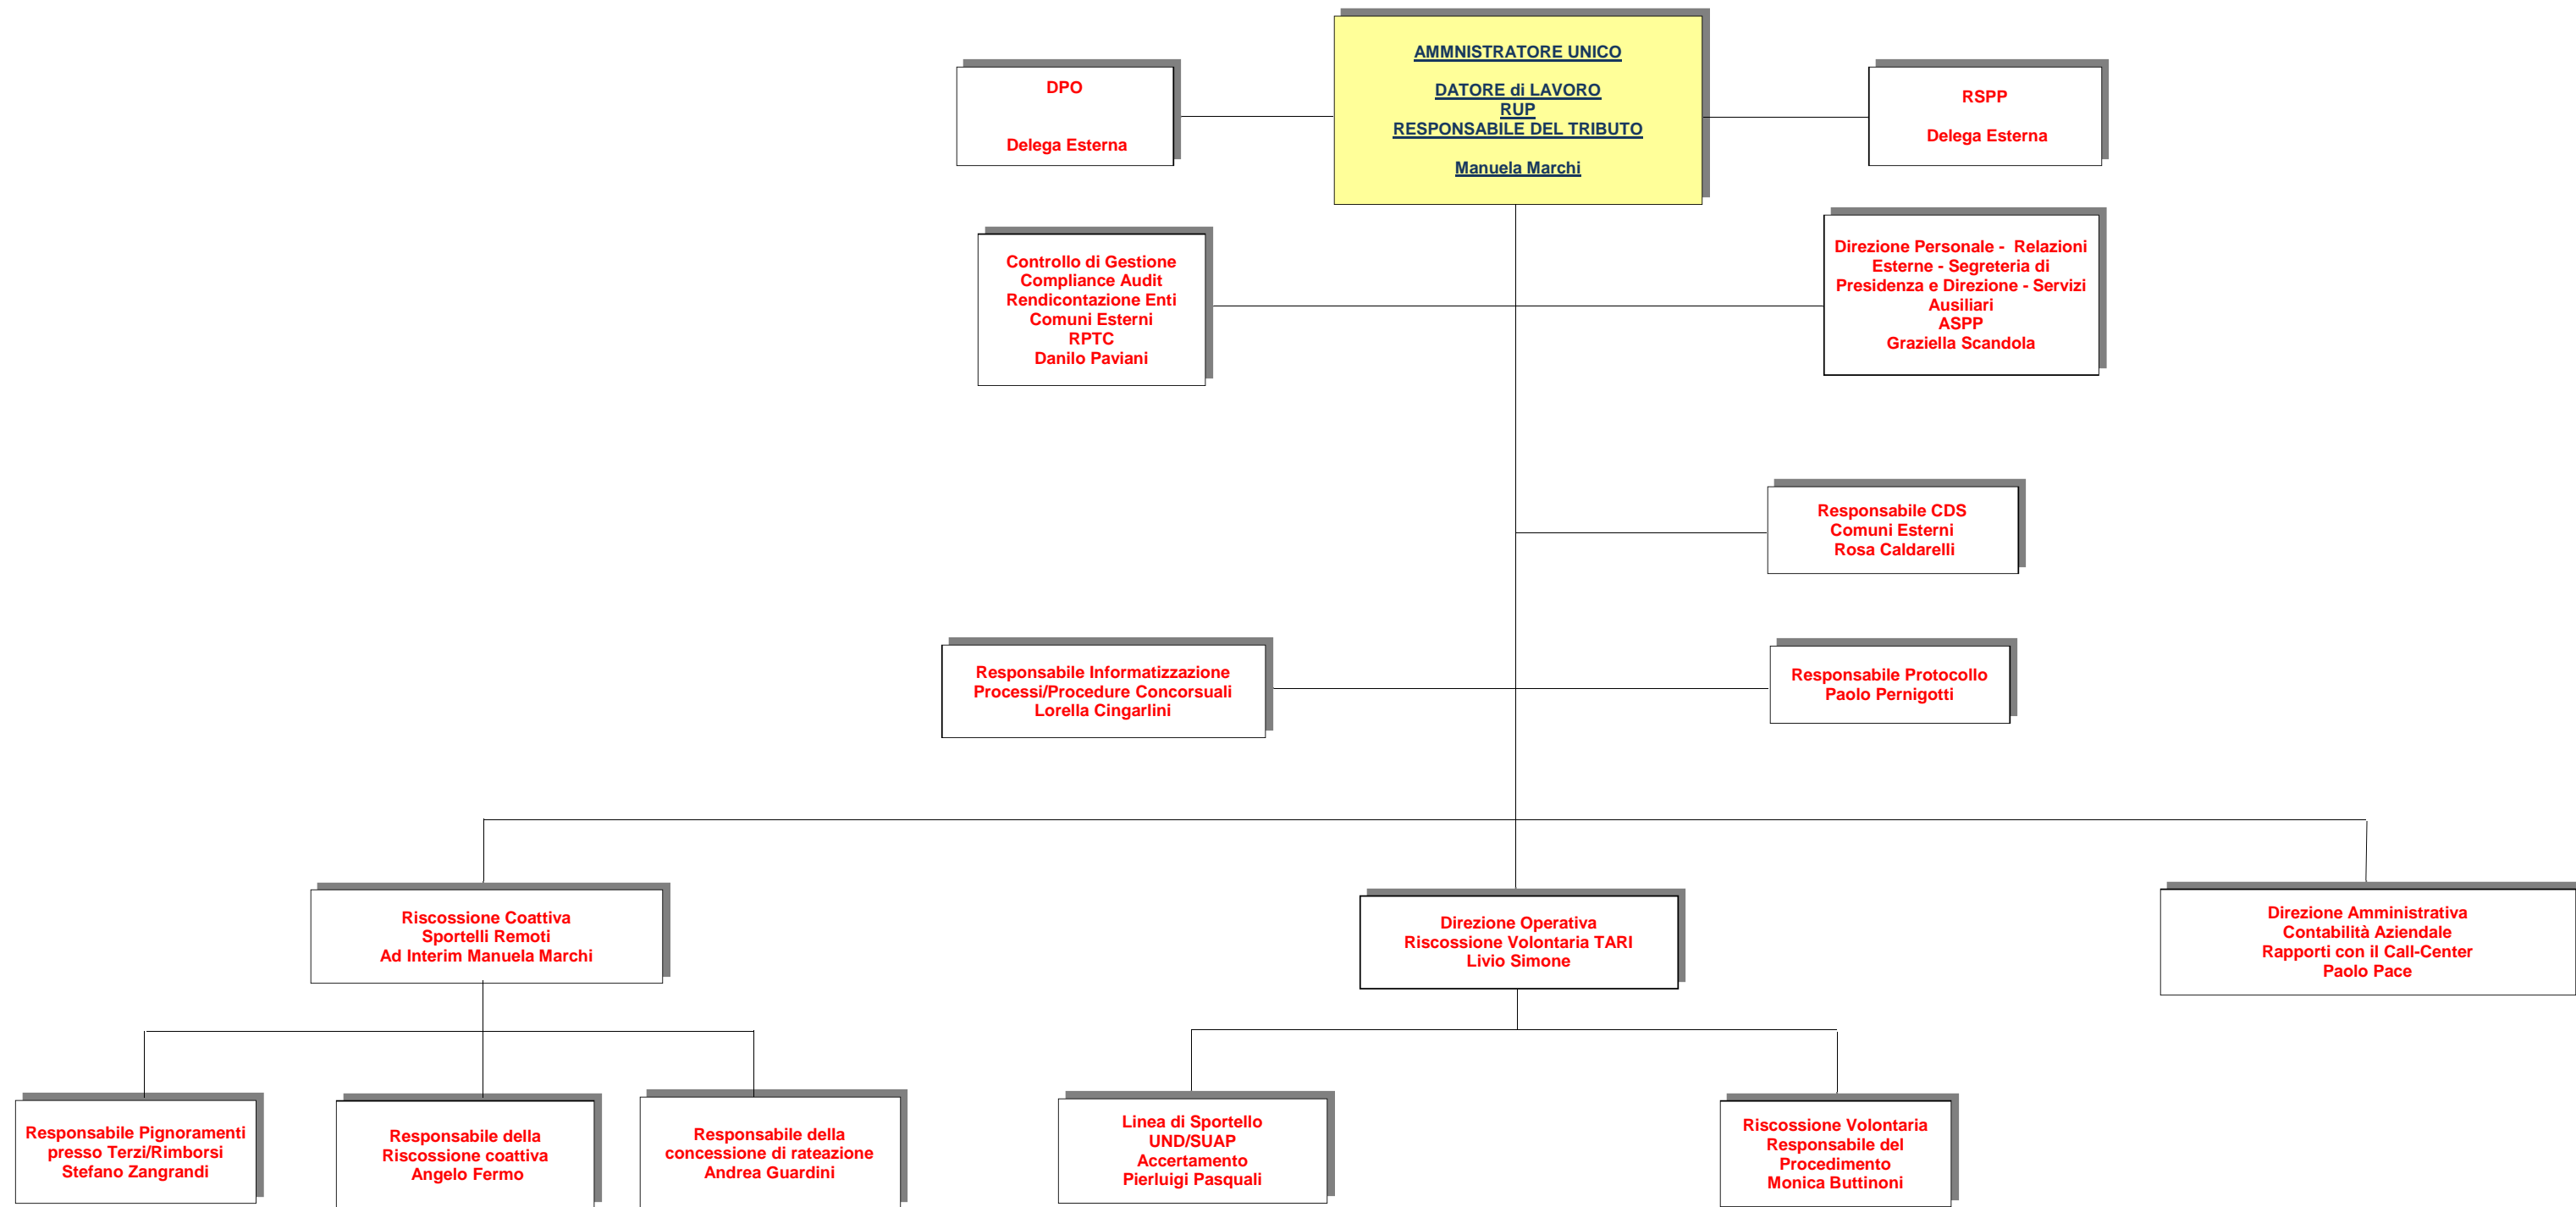 AMMNISTRATORE UNICO
DATORE di LAVORO
RUP
RESPONSABILE DEL TRIBUTO
Manuela Marchi
DPO
Delega Esterna
RSPP
Delega Esterna
Controllo di Gestione
Compliance Audit
Rendicontazione Enti
Comuni Esterni
RPTC
Danilo Paviani
Direzione Personale - Relazioni
Esterne - Segreteria di
Presidenza e Direzione - Servizi
Ausiliari
ASPP
Graziella Scandola
Responsabile CDS
Comuni Esterni
Rosa Caldarelli
Responsabile Informatizzazione
Processi/Procedure Concorsuali
Lorella Cingarlini
Responsabile Protocollo
Paolo Pernigotti
Riscossione Coattiva
Sportelli Remoti
Ad Interim Manuela Marchi
Direzione Operativa
Riscossione Volontaria TARI
Livio Simone
Direzione Amministrativa
Contabilità Aziendale
Rapporti con il Call-Center
Paolo Pace
Responsabile Pignoramenti
presso Terzi/Rimborsi
Stefano Zangrandi
Responsabile della
Riscossione coattiva
Angelo Fermo
Responsabile della
concessione di rateazione
Andrea Guardini
Linea di Sportello
UND/SUAP
Accertamento
Pierluigi Pasquali
Riscossione Volontaria
Responsabile del
Procedimento
Monica Buttinoni